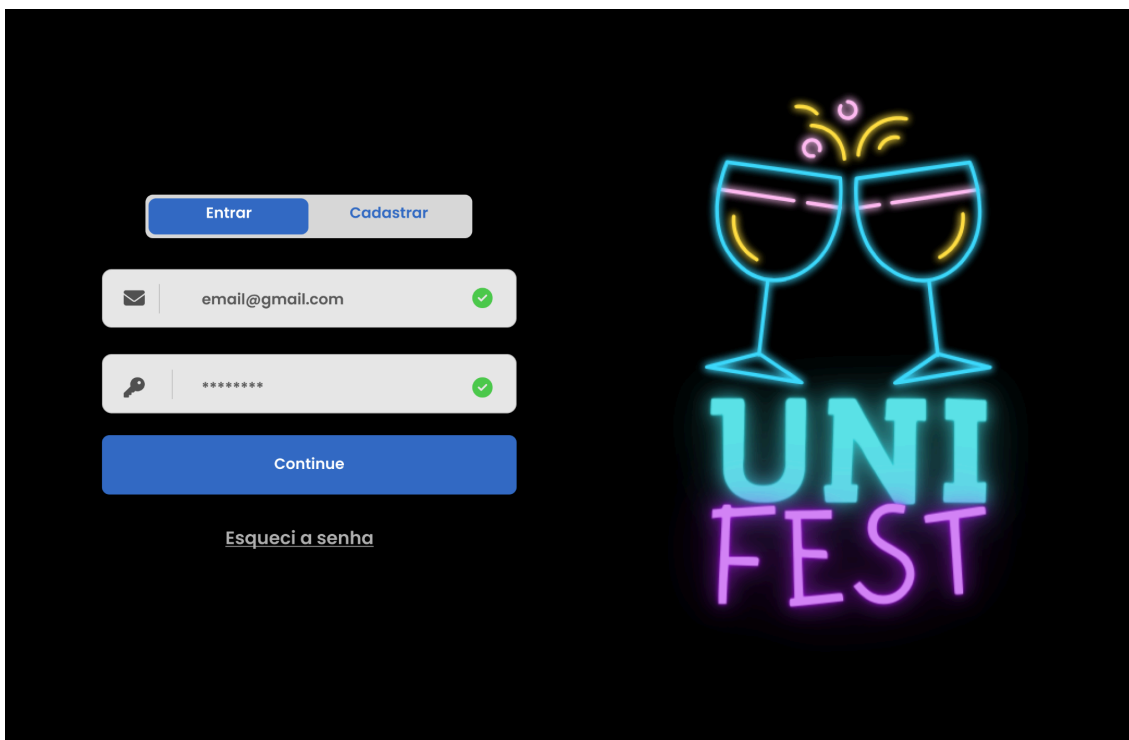 Entrar
Cadastrar
email@gmail.com
********
Continue
Esqueci a senha
UNI
FEST